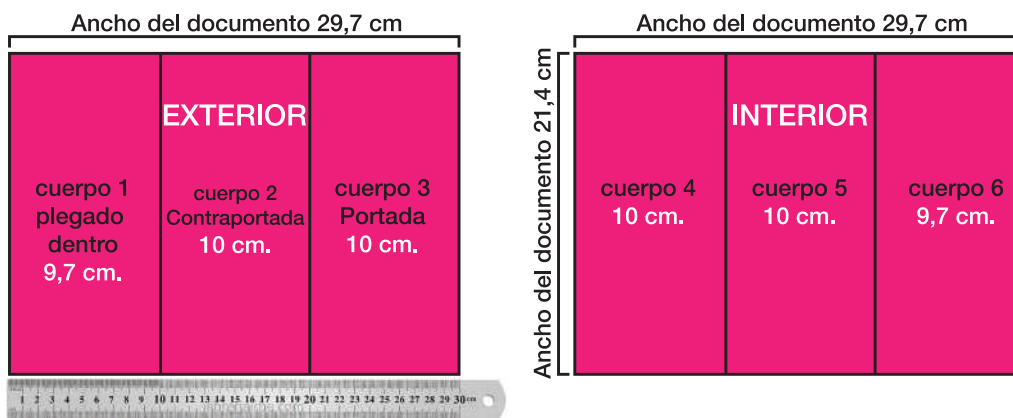 Ancho del documento 29,7 cm
EXTERIOR
cuerpo 1
plegado
dentro
9,7 cm.
cuerpo 2
Contraportada
10 cm.
cuerpo 3
Portada
10 cm.
1 2 3 4 5 6 7 8 9 10 11 12 13 14 15 16 17 18 19 20 21 22 23 24 25 26 27 28 29 30 cm
Ancho del documento 29,7 cm
Ancho del documento 21,4 cm
INTERIOR
cuerpo 4
10 cm.
cuerpo 5
10 cm.
cuerpo 6
9,7 cm.